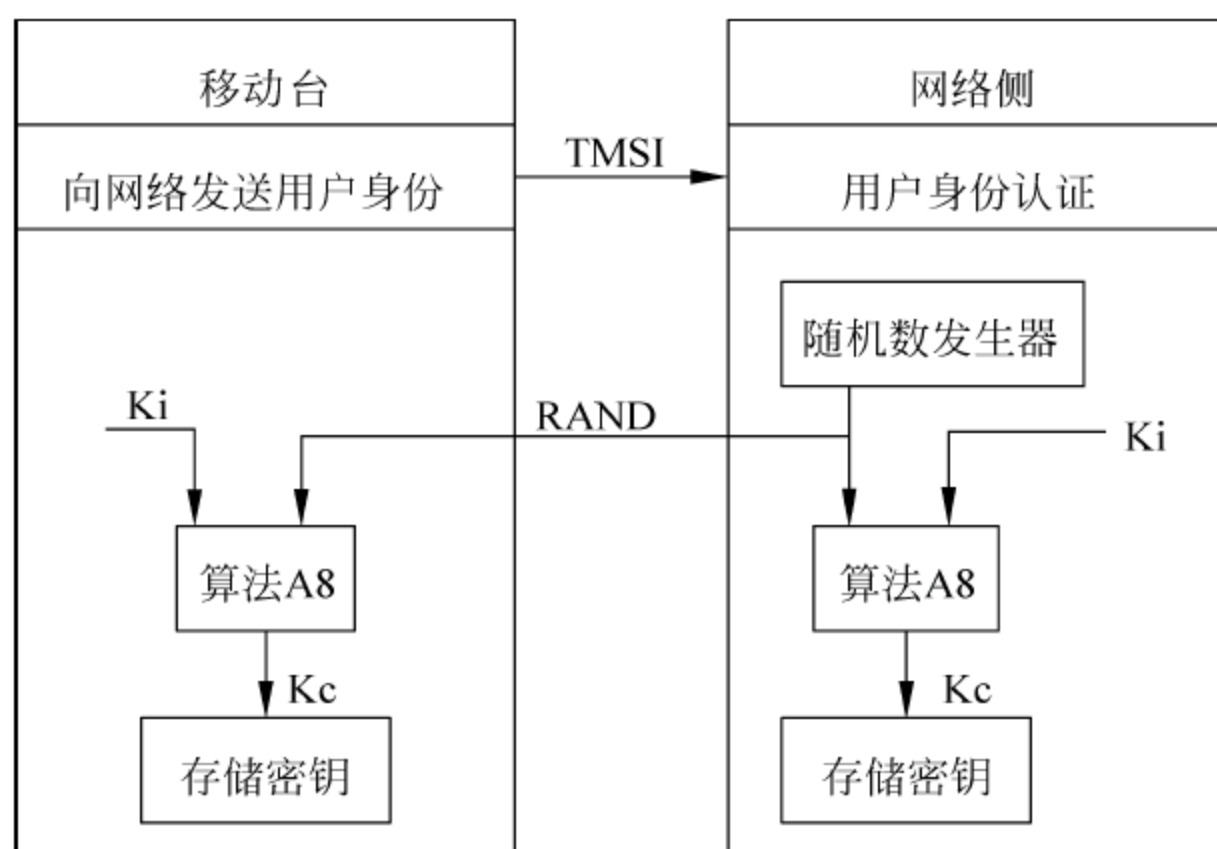 移动台
网络侧
向网络发送用户身份
TMSI
用户身份认证
随机数发生器
Ki
RAND
Ki
算法A8
算法A8
Kc
Kc
存储密钥
存储密钥